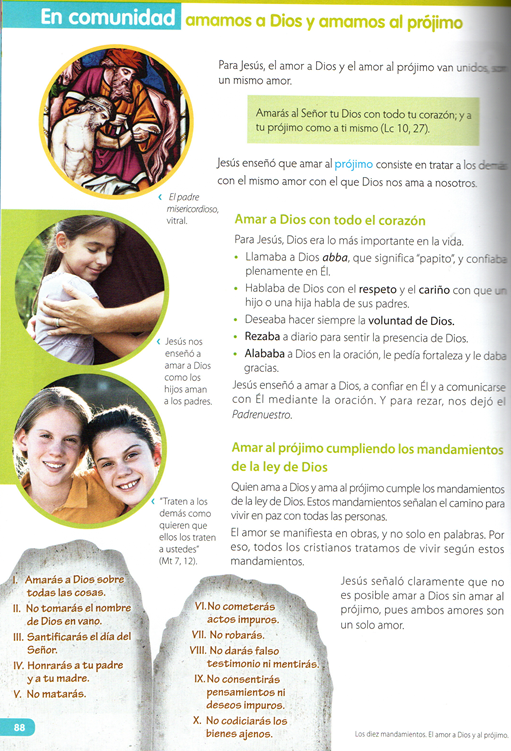 En comunidad amamos a Dios y amamos al prójimo
Para Jesús, el amor a Dios y el amor al prójimo van unidos, son
un mismo amor.
Amarás al Señor tu Dios con todo tu corazón; y a
tu prójimo como a ti mismo (Lc 10, 27).
Jesús enseñó que amar al prójimo consiste en tratar a los demás
con el mismo amor con el que Dios nos ama a nosotros.
‹ El padre
misericordioso,
vitral.
Amar a Dios con todo el corazón
Para Jesús, Dios era lo más importante en la vida.
• Llamaba a Dios abba, que significa "papito", y confiaba
plenamente en Él.
• Hablaba de Dios con el respeto y el cariño con que un
hijo o una hija habla de sus padres.
• Deseaba hacer siempre la voluntad de Dios.
• Rezaba a diario para sentir la presencia de Dios.
• Alababa a Dios en la oración, le pedía fortaleza y le daba
gracias.
Jesús enseñó a amar a Dios, a confiar en Él y a comunicarse
con Él mediante la oración. Y para rezar, nos dejó el
Padrenuestro.
‹ Jesús nos
enseñó a
amar a Dios
como los
hijos aman
a los padres.
Amar al prójimo cumpliendo los mandamientos
de la ley de Dios
Quien ama a Dios y ama al prójimo cumple los mandamientos
de la ley de Dios. Estos mandamientos señalan el camino para
vivir en paz con todas las personas.
El amor se manifiesta en obras, y no solo en palabras. Por
eso, todos los cristianos tratamos de vivir según estos
mandamientos.
‹ "Traten a los
demás como
quieren que
ellos los traten
a ustedes"
(Mt 7, 12).
Jesús señaló claramente que no
es posible amar a Dios sin amar al
prójimo, pues ambos amores son
un solo amor.
I. Amarás a Dios sobre
todas las cosas.
II. No tomarás el nombre
de Dios en vano.
III. Santificarás el día del
Señor.
IV. Honrarás a tu padre
y a tu madre.
V. No matarás.
VI. No cometerás
actos impuros.
VII. No robarás.
VIII. No darás falso
testimonio ni mentirás.
IX. No consentirás
pensamientos ni
deseos impuros.
X. No codiciarás los
bienes ajenos.
88
Los diez mandamientos. El amor a Dios y al prójimo.